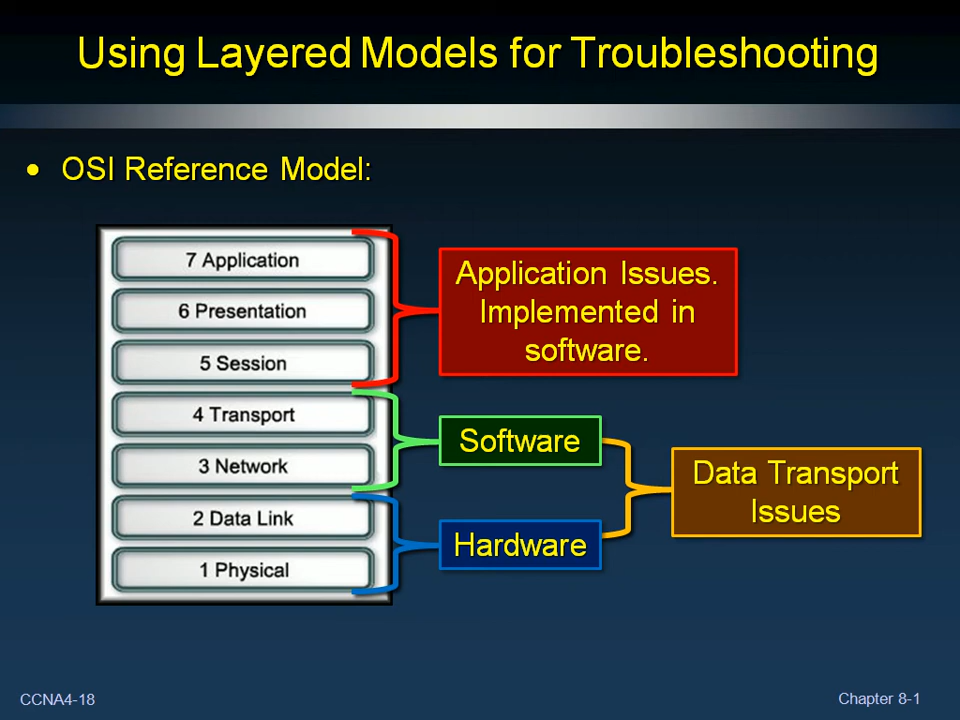 Using Layered Models for Troubleshooting
• OSI Reference Model:
7 Application
6 Presentation
5 Session
4 Transport
3 Network
2 Data Link
1 Physical
Application Issues.
Implemented in
software.
Software
Hardware
Data Transport
Issues
CCNA4-18
Chapter 8-1